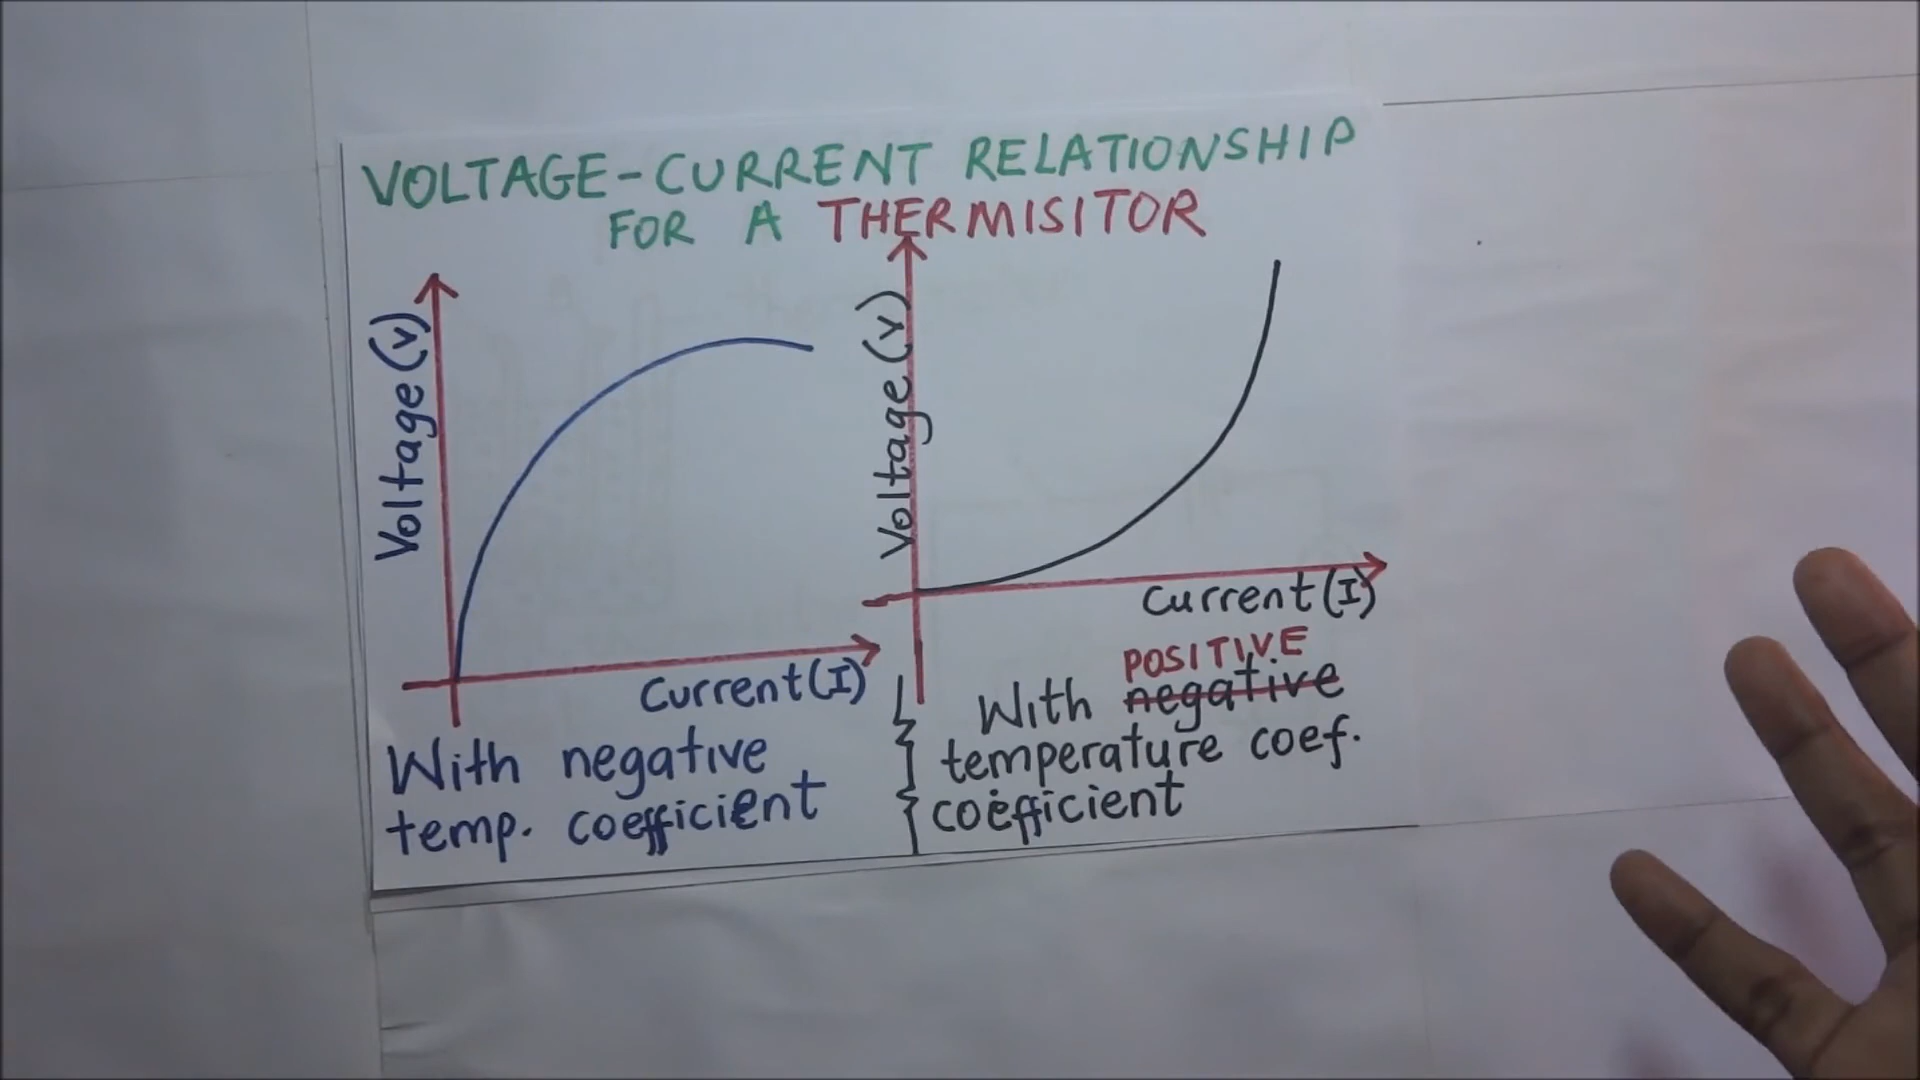 VOLTAGE-CURRENT RELATIONSHIP
FOR A THERMISITOR
Voltage(V)
Current(I)
With negative
temp. coefficient
Voltage(V)
Current(I)
POSITIVE
With negative
temperature coef.
coefficient